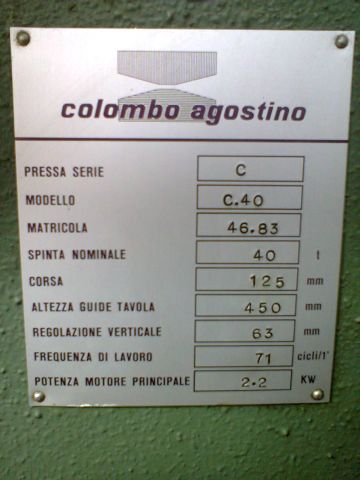 colombo agostino
PRESSA SERIE C
MODELLO C.40
MATRICOLA 46.83
SPINTA NOMINALE 40 t
CORSA 125 mm
ALTEZZA GUIDE TAVOLA 450 mm
REGOLAZIONE VERTICALE 63 mm
FREQUENZA DI LAVORO 71 cicli/1'
POTENZA MOTORE PRINCIPALE 2.2 KW